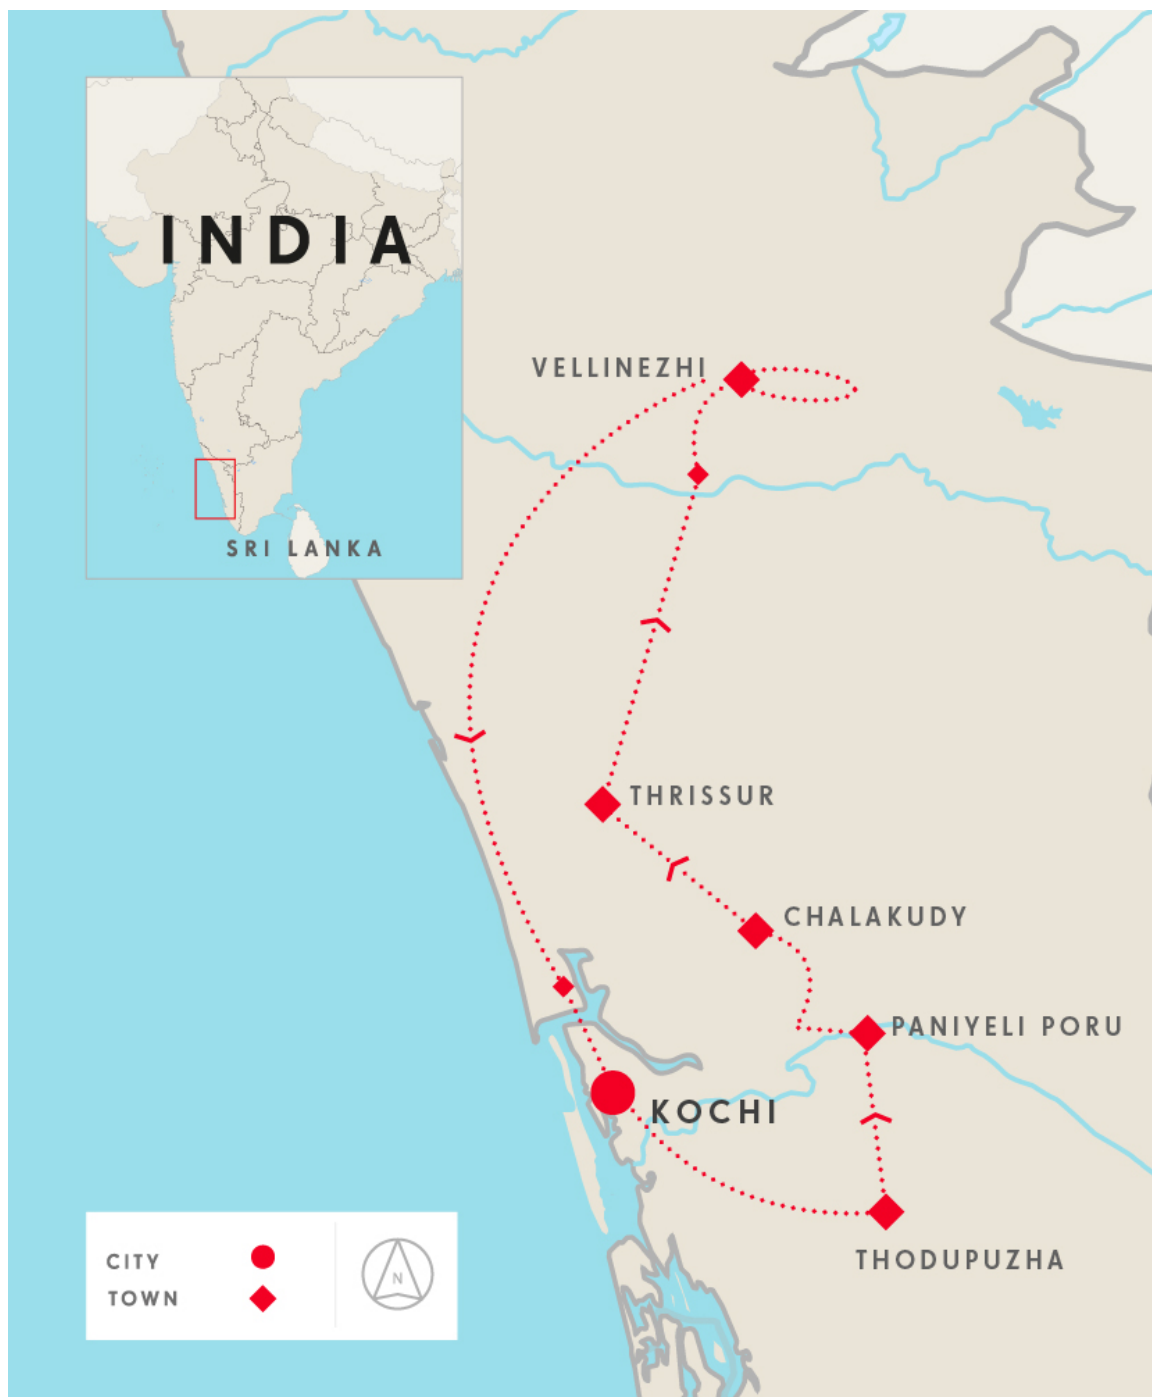 INDIA
SRI LANKA
VELLINEZHI
THRISSUR
CHALAKUDY
PANIYELI PORU
KOCHI
THODUPUZHA
CITY
TOWN
N